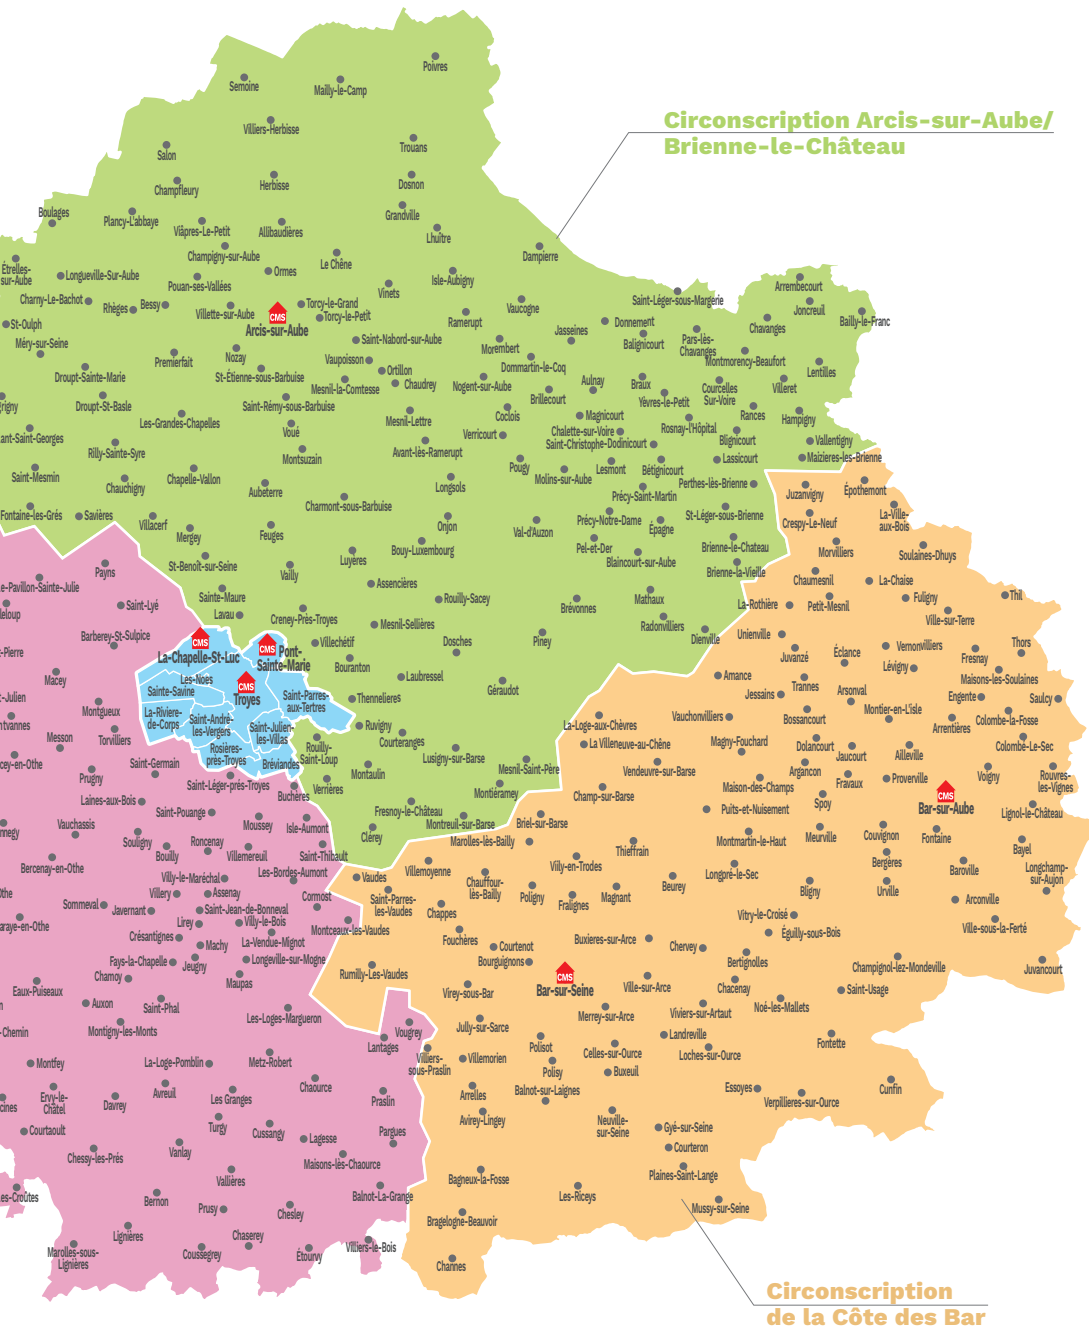 Poivres
Semoine
Mailly-le-Camp
Circonscription Arcis-sur-Aube/
Brienne-le-Château
Villiers-Herbisse
Trouans
Salon
Champfleury
Herbisse
Dosnon
Boulages
Plancy-L'abbaye
Viâpres-Le-Petit
Allibaudières
Grandville
Lhuître
Champigny-sur-Aube
Le Chêne
Dampierre
Étrelles-
sur-Aube
Longueville-Sur-Aube
Ormes
Isle-Aubigny
Pouan-ses-Vallées
Vinets
Arrembecourt
Charny-Le-Bachot
Rhèges
Bessy
Villette-sur-Aube
CMS
Arcis-sur-Aube
Torcy-le-Grand
Torcy-le-Petit
Vaucogne
Saint-Léger-sous-Margerie
Joncreuil
Bailly-le-Franc
St-Oulph
Ramerupt
Jasseines
Donnement
Chavanges
Méry-sur-Seine
Premierfait
Nozay
Saint-Nabord-sur-Aube
Morembert
Balignicourt
Pars-lès-
Chavanges
Vaupoisson
Ortillon
Dommartin-le-Coq
Montmorency-Beaufort
Lentilles
Droupt-Sainte-Marie
St-Étienne-sous-Barbuise
Mesnil-la-Comtesse
Chaudrey
Nogent-sur-Aube
Aulnay
Braux
Courcelles
Sur-Voire
Villeret
Brillecourt
Yèvres-le-Petit
Droupt-St-Basle
Saint-Rémy-sous-Barbuise
Coclois
Magnicourt
Rances
Hampigny
Les-Grandes-Chapelles
Voué
Mesnil-Lettre
Verricourt
Chalette-sur-Voire
Rosnay-l'Hôpital
Blignicourt
Vallentigny
Saint-Christophe-Dodinicourt
ant-Saint-Georges
Rilly-Sainte-Syre
Montsuzain
Avant-lès-Ramerupt
Lassicourt
Maizieres-les-Brienne
Saint-Mesmin
Chauchigny
Chapelle-Vallon
Longsols
Pougy
Molins-sur-Aube
Lesmont
Bétignicourt
Perthes-lès-Brienne
Aubeterre
Charmont-sous-Barbuise
Précy-Saint-Martin
Juzanvigny
Épothemont
Fontaine-les-Grès
Savières
Villacerf
Mergey
Feuges
Onjon
Val-d'Auzon
Précy-Notre-Dame
Épagne
St-Léger-sous-Brienne
Crespy-Le-Neuf
La-Ville-
aux-Bois
Luyères
Bouy-Luxembourg
Pel-et-Der
Blaincourt-sur-Aube
Brienne-le-Chateau
Morvilliers
Soulaines-Dhuys
St-Benoît-sur-Seine
Payns
Vailly
Brienne-la-Vieille
Chaumesnil
La-Chaise
e-Pavillon-Sainte-Julie
Sainte-Maure
Assencières
Rouilly-Sacey
Brévonnes
Mathaux
La-Rothière
Petit-Mesnil
Fuligny
Thil
Saint-Lyé
Lavau
Creney-Près-Troyes
Mesnil-Sellières
Radonvilliers
Dienville
Unienville
Ville-sur-Terre
Barberey-St-Sulpice
CMS
La-Chapelle-St-Luc
CMS
Pont-
Sainte-Marie
Villechétif
Dosches
Piney
Juvanzé
Éclance
Vernonvilliers
Fresnay
Thors
Bouranton
Lévigny
Maisons-les-Soulaines
Macey
Les-Noes
CMS
Troyes
Laubressel
Géraudot
Amance
Trannes
Jessains
Arsonval
Engente
Saulcy
Sainte-Savine
Saint-Parres-
aux-Tertres
Thennelieres
Montgueux
La-Riviere-
de-Corps
Saint-André-
les-Vergers
Saint-Julien-
les-Villas
Ruvigny
Courteranges
La-Loge-aux-Chèvres
Vauchonvilliers
Bossancourt
Montier-en-L'isle
Arrentières
Colombe-la-Fosse
Messon
Torvilliers
Rosières-
près-Troyes
Bréviandes
Rouilly-
Saint-Loup
La Villeneuve-au-Chêne
Magny-Fouchard
Dolancourt
Jaucourt
Ailleville
Colombé-Le-Sec
Saint-Germain
Montaulin
Lusigny-sur-Barse
Mesnil-Saint-Père
Vendeuvre-sur-Barse
Argancon
Fravaux
Proverville
Voigny
Rouvres-
les-Vignes
Prugny
Saint-Léger-près-Troyes
Buchères
Verrières
Montiéramey
Champ-sur-Barse
Maison-des-Champs
Spoy
CMS
Bar-sur-Aube
Lignol-le-Château
Laines-aux-Bois
Saint-Pouange
Moussey
Isle-Aumont
Fresnoy-le-Château
Montreuil-sur-Barse
Briel-sur-Barse
Puits-et-Nuisement
Vauchassis
Souligny
Bouilly
Roncenay
Villemereuil
Saint-Thibault
Clérey
Marolles-lès-Bailly
Thieffrain
Montmartin-le-Haut
Meurville
Couvignon
Fontaine
Bayel
Bercenay-en-Othe
Villy-le-Maréchal
Les-Bordes-Aumont
Vaudes
Villemoyenne
Chauffour-
lès-Bailly
Vilily-en-Trodes
Beurey
Longpré-le-Sec
Bergères
Baroville
Longchamp-
sur-Aujon
Villery
Assenay
Cormost
Saint-Parres-
les-Vaudes
Chappes
Poligny
Fralignes
Magnant
Bligny
Urville
Arconville
Sommeval
Javernant
Saint-Jean-de-Bonneval
Lirey
Villy-le-Bois
Montceaux-les-Vaudes
Vitry-le-Croisé
Éguilly-sous-Bois
Ville-sous-la-Ferté
Crésantignes
Machy
La-Vendue-Mignot
Fouchères
Courtenot
Buxieres-sur-Arce
Chervey
Fays-la-Chapelle
Jeugny
Longeville-sur-Mogne
Rumilly-Les-Vaudes
Bourguignons
CMS
Bar-sur-Seine
Bertignolles
Champignol-lez-Mondeville
Juvancourt
Chamoy
Maupas
Eaux-Puiseaux
Virey-sous-Bar
Ville-sur-Arce
Chacenay
Saint-Usage
Auxon
Saint-Phal
Les-Loges-Margueron
Merrey-sur-Arce
Viviers-sur-Artaut
Noé-les-Mallets
Montigny-les-Monts
Vougrey
Lantages
Jully-sur-Sarce
Polisot
Celles-sur-Ource
Landreville
Loches-sur-Ource
Fontette
Montfey
La-Loge-Pomblin
Metz-Robert
Villiers-
sous-Praslin
Villemorien
Polisy
Buxeuil
Ervy-le-
Châtel
Davrey
Avreuil
Les Granges
Chaource
Praslin
Arrelles
Balnot-sur-Laignes
Essoyes
Verpillieres-sur-Ource
Cunfin
Courtaoult
Turgy
Cussangy
Lagesse
Pargues
Avirey-Lingey
Neuville-
sur-Seine
Gyé-sur-Seine
Chessy-les-Prés
Vanlay
Maisons-lès-Chaource
Courteron
Vallières
Balnot-La-Grange
Bagneux-la-Fosse
Plaines-Saint-Lange
es-Croûtes
Bernon
Prusy
Chesley
Les-Riceys
Mussy-sur-Seine
Lignières
Chaserey
Bragelogne-Beauvoir
Marolles-sous-
Lignières
Coussegrey
Étourvy
Villiers-le-Bois
Channes
Circonscription
de la Côte des Bar